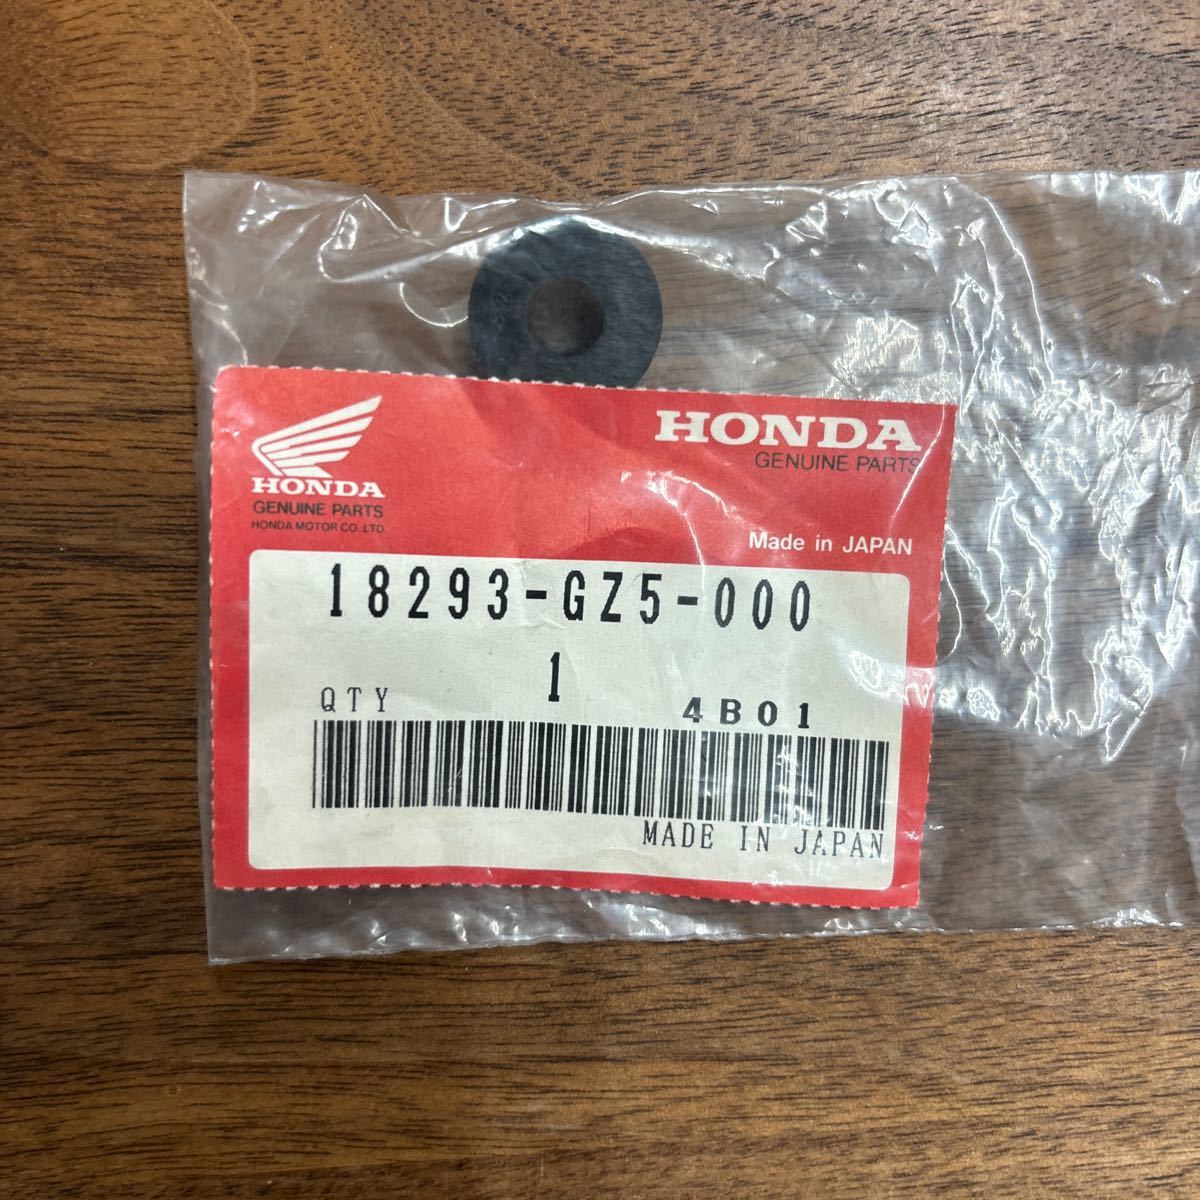 HONDA
GENUINE PARTS
HONDA MOTOR CO., LTD.
HONDA
GENUINE PARTS
Made in JAPAN
18293-GZ5-000
1
QTY
4B01
MADE IN JAPAN